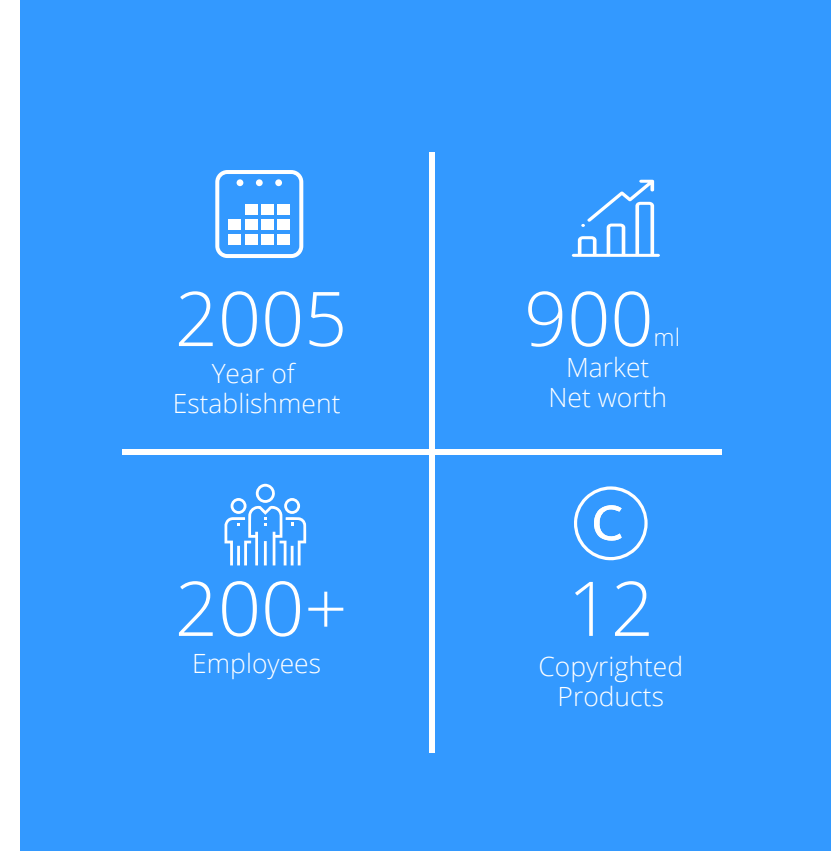 2005
Year of
Establishment
900ml
Market
Net worth
200+
Employees
C
12
Copyrighted
Products